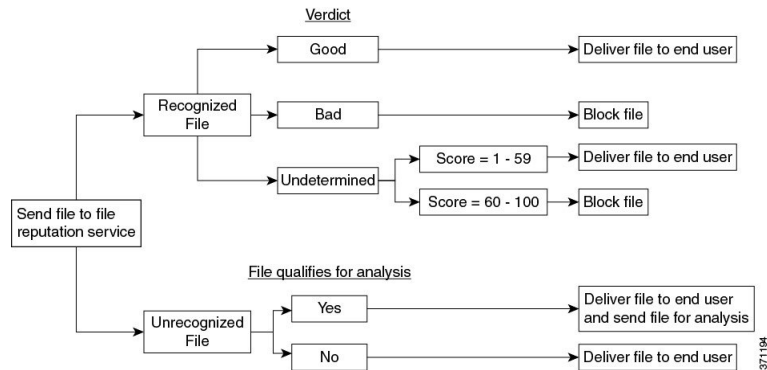 Verdict
Good
Deliver file to end user
Recognized
File
Bad
Block file
Undetermined
Score = 1 - 59
Deliver file to end user
Score = 60 - 100
Block file
Send file to file
reputation service
File qualifies for analysis
Unrecognized
File
Yes
Deliver file to end user
and send file for analysis
No
Deliver file to end user
371194